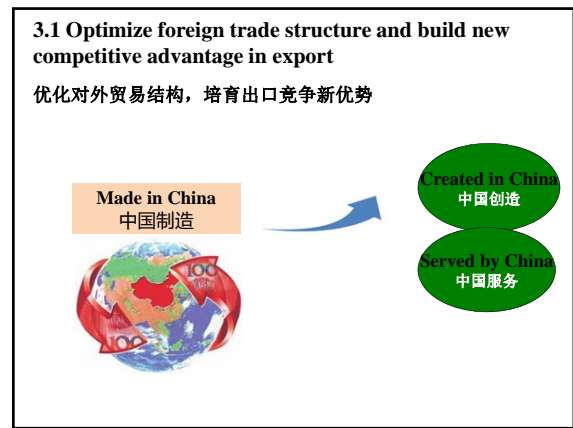 3.1 Optimize foreign trade structure and build new
competitive advantage in export
优化对外贸易结构，培育出口竞争新优势
Made in China
中国制造
Created in China
中国创造
Served by China
中国服务
100
100